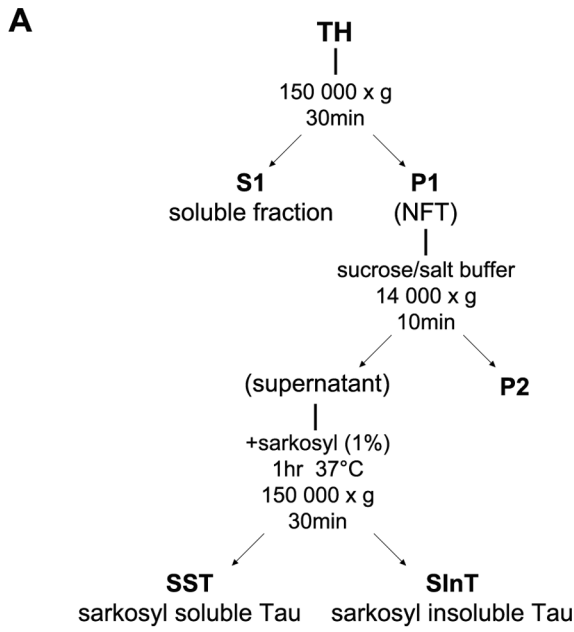 A
TH
150 000 x g
30min
S1
soluble fraction
P1
(NFT)
sucrose/salt buffer
14 000 x g
10min
(supernatant)
P2
+sarkosyl (1%)
1hr 37°C
150 000 x g
30min
SST
sarkosyl soluble Tau
SInT
sarkosyl insoluble Tau